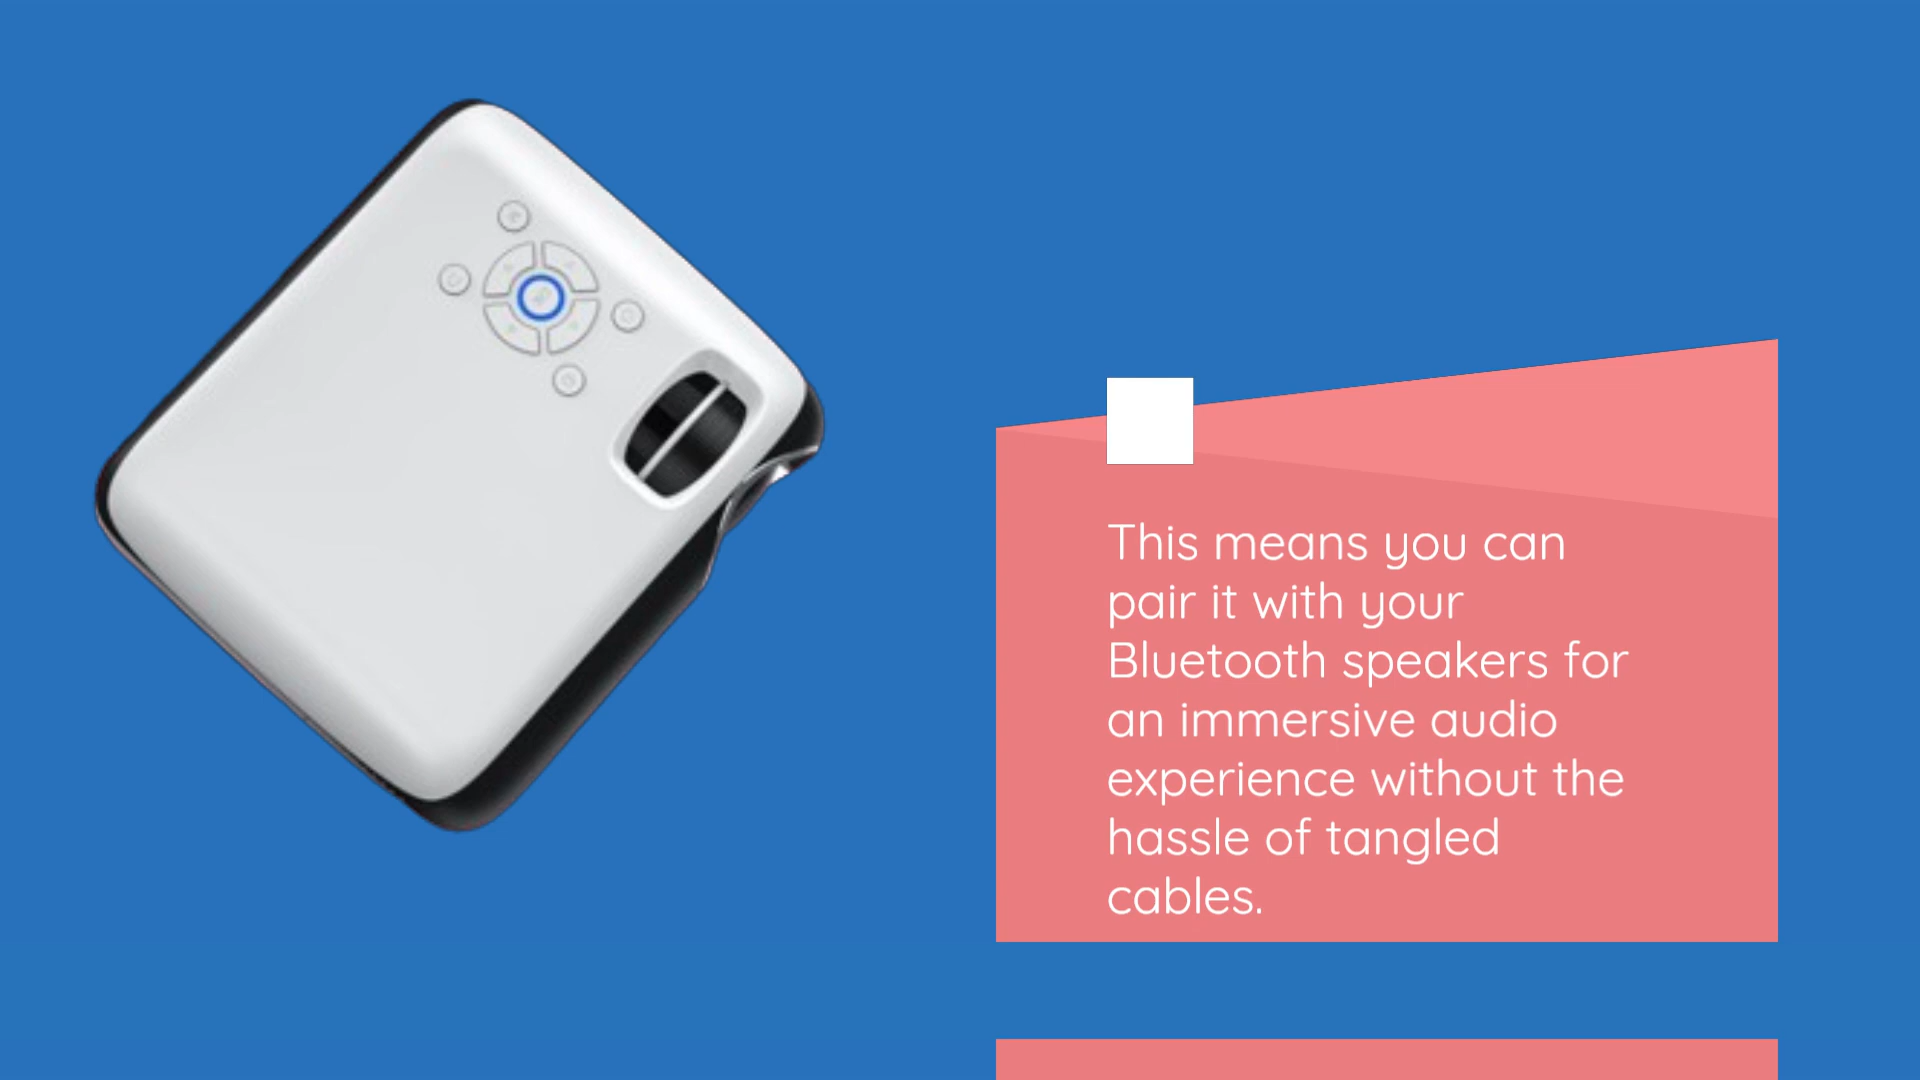 This means you can
pair it with your
Bluetooth speakers for
an immersive audio
experience without the
hassle of tangled
cables.